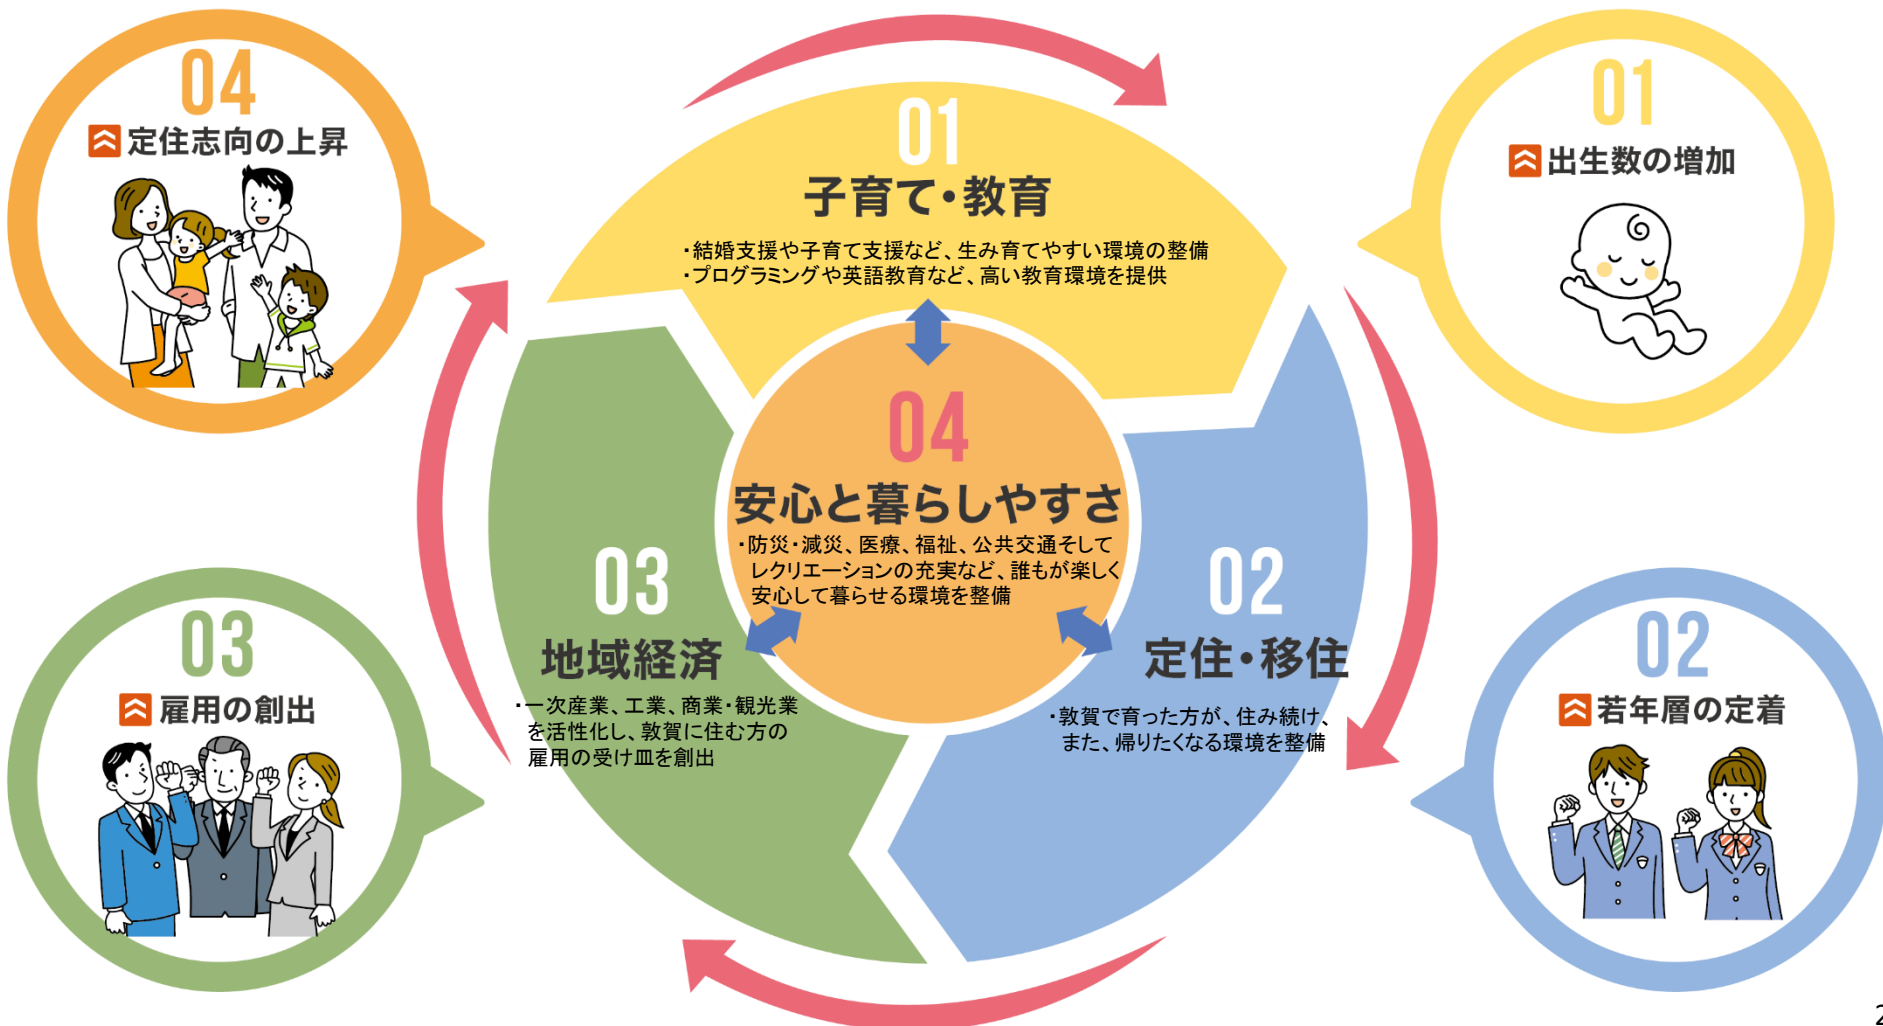 04
定住志向の上昇
01
出生数の増加
01
子育て・教育
・結婚支援や子育て支援など、生み育てやすい環境の整備
・プログラミングや英語教育など、高い教育環境を提供
04
安心と暮らしやすさ
・防災・減災、医療、福祉、公共交通そして
レクリエーションの充実など、誰もが楽しく
安心して暮らせる環境を整備
03
地域経済
・一次産業、工業、商業・観光業
を活性化し、敦賀に住む方の
雇用の受け皿を創出
02
定住・移住
・敦賀で育った方が、住み続け、
また、帰りたくなる環境を整備
03
雇用の創出
02
若年層の定着
2